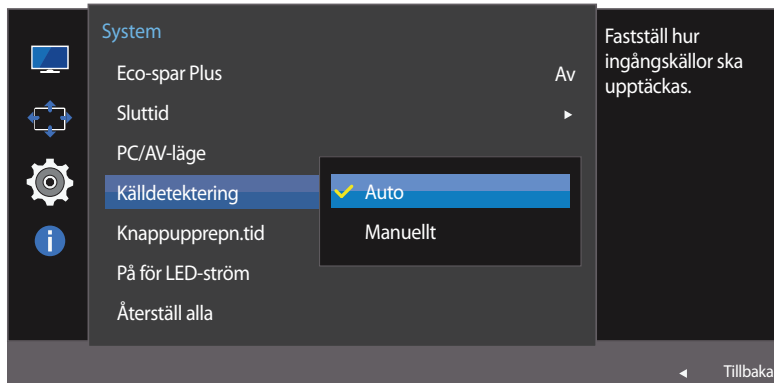 System
Eco-spar Plus Av
Sluttid
PC/AV-läge
Källdetektering
Auto
Manuellt
Knappupprepn.tid
På för LED-ström
Återställ alla
Fastställ hur
ingångskällor ska
upptäckas.
Tillbaka